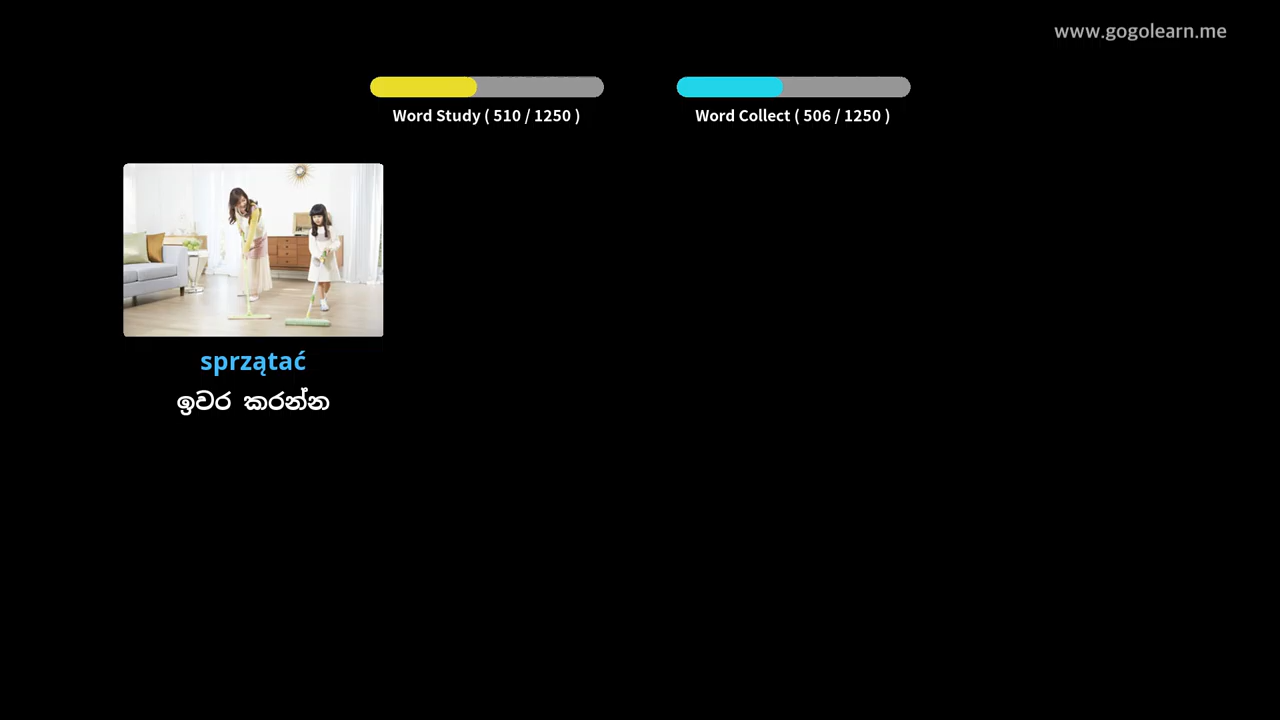 www.gogolearn.me
Word Study ( 510 / 1250 )
Word Collect ( 506 / 1250 )
sprzątać
ඉවර කරන්න